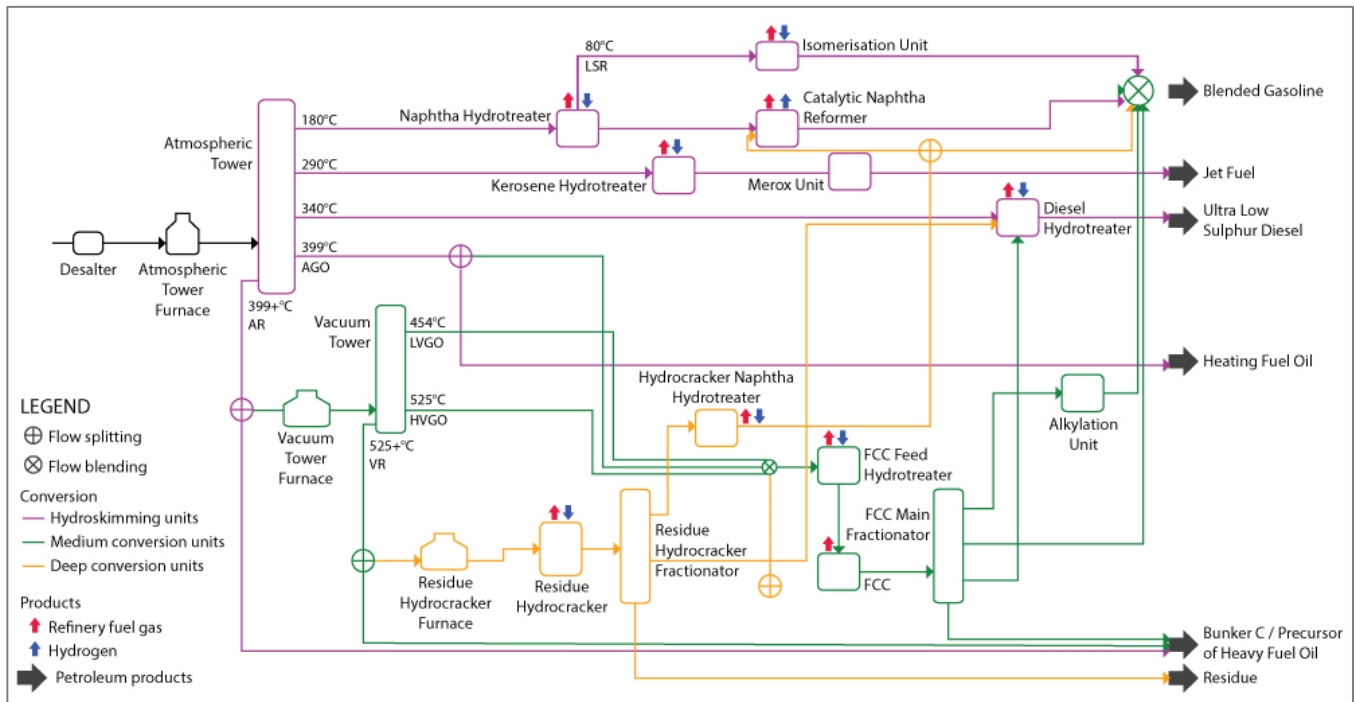 80°C
LSR
Isomerisation Unit
Naphtha Hydrotreater
Catalytic Naphtha
Reformer
Blended Gasoline
Atmospheric
Tower
180°C
290°C
Kerosene Hydrotreater
Merox Unit
Jet Fuel
340°C
Diesel
Hydrotreater
Ultra Low
Sulphur Diesel
399°C
AGO
Desalter
Atmospheric
Tower
Furnace
399+°C
AR
Vacuum
Tower
454°C
LVGO
Heating Fuel Oil
Hydrocracker Naphtha
Hydrotreater
525°C
HVGO
Alkylation
Unit
Vacuum
Tower
Furnace
525+°C
VR
FCC Feed
Hydrotreater
FCC Main
Fractionator
Residue
Hydrocracker
Fractionator
FCC
Residue
Hydrocracker
Furnace
Residue
Hydrocracker
Bunker C / Precursor
of Heavy Fuel Oil
Residue
LEGEND
Flow splitting
Flow blending
Conversion
Hydroskimming units
Medium conversion units
Deep conversion units
Products
Refinery fuel gas
Hydrogen
Petroleum products